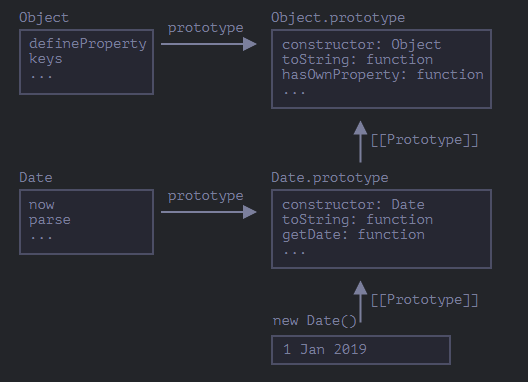 Object
prototype
Object.prototype
defineProperty
keys
...
constructor: Object
toString: function
hasOwnProperty: function
...
[[Prototype]]
Date
prototype
Date.prototype
now
parse
...
constructor: Date
toString: function
getDate: function
...
[[Prototype]]
new Date()
1 Jan 2019